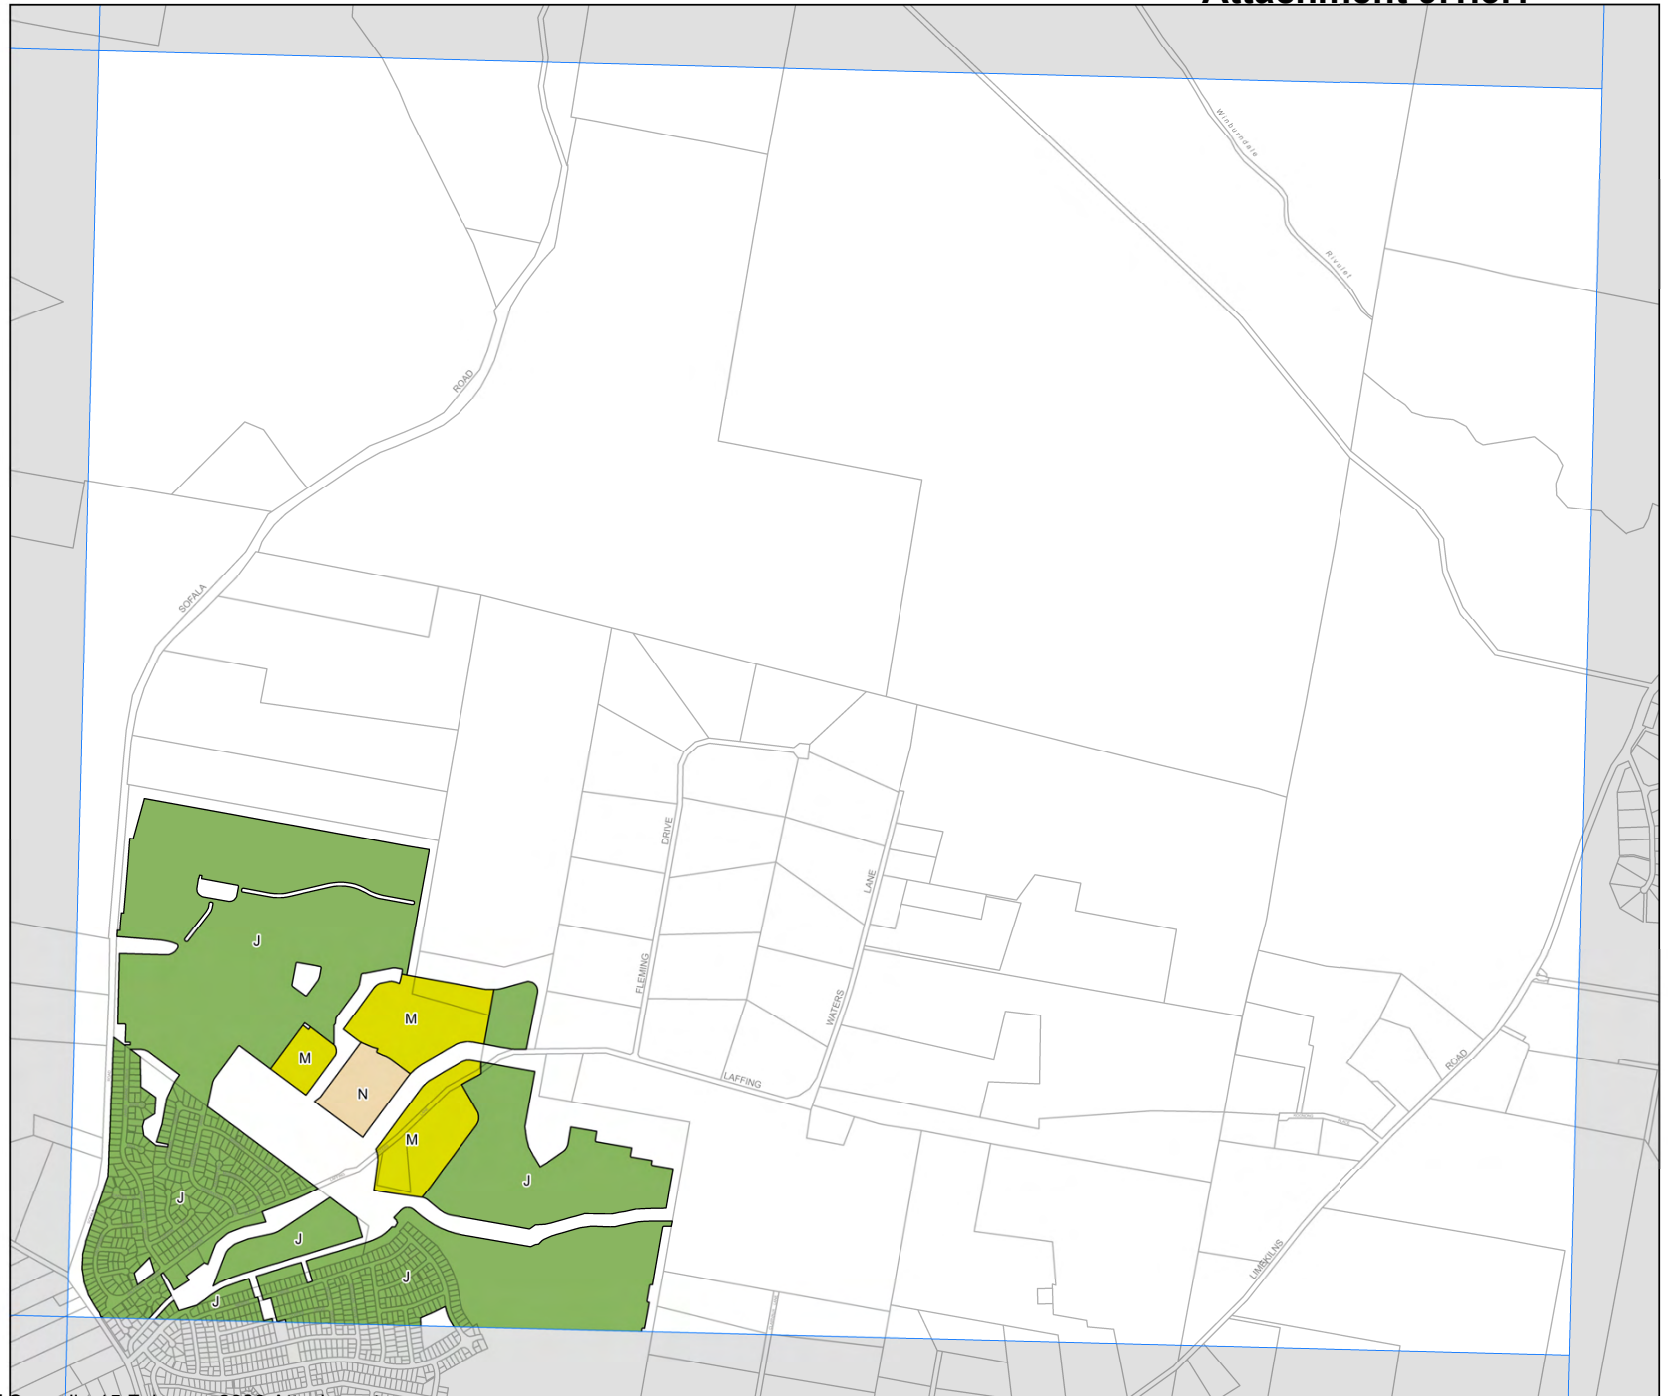 Winburndale
Rivulet
ROAD
SOFALA
DRIVE
LANE
J
FLEMING
WATERS
M
M
N
ROAD
LAFFING
M
J
J
J
LIMEKILNS
J
J